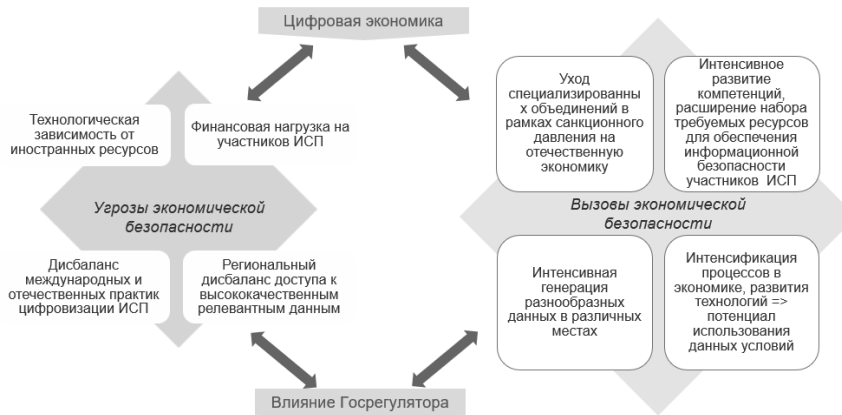 Цифровая экономика
Технологическая
зависимость от
иностранных ресурсов
Финансовая нагрузка на
участников ИСП
Угрозы экономической
безопасности
Дисбаланс
международных и
отечественных практик
цифровизации ИСП
Региональный
дисбаланс доступа к
высококачественным
релевантным данным
Уход
специализированны
х объединений в
рамках санкционного
давления на
отечественную
экономику
Интенсивное
развитие
компетенций,
расширение набора
требуемых ресурсов
для обеспечения
информационной
безопасности
участников ИСП
Вызовы экономической
безопасности
Интенсивная
генерация
разнообразных
данных в различных
местах
Интенсификация
процессов в
экономике, развития
технологий =>
потенциал
использования
данных условий
Влияние Госрегулятора